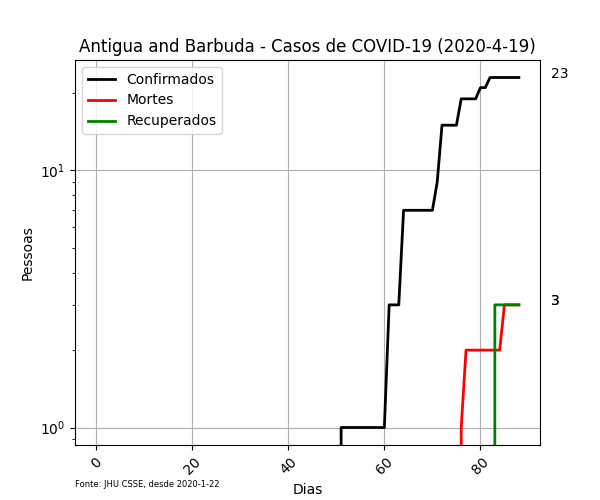 Antigua and Barbuda - Casos de COVID-19 (2020-4-19)
Confirmados
Mortes
Recuperados
23
3
10¹
10⁰
Pessoas
0 20 40 60 80
Dias
Fonte: JHU CSSE, desde 2020-1-22